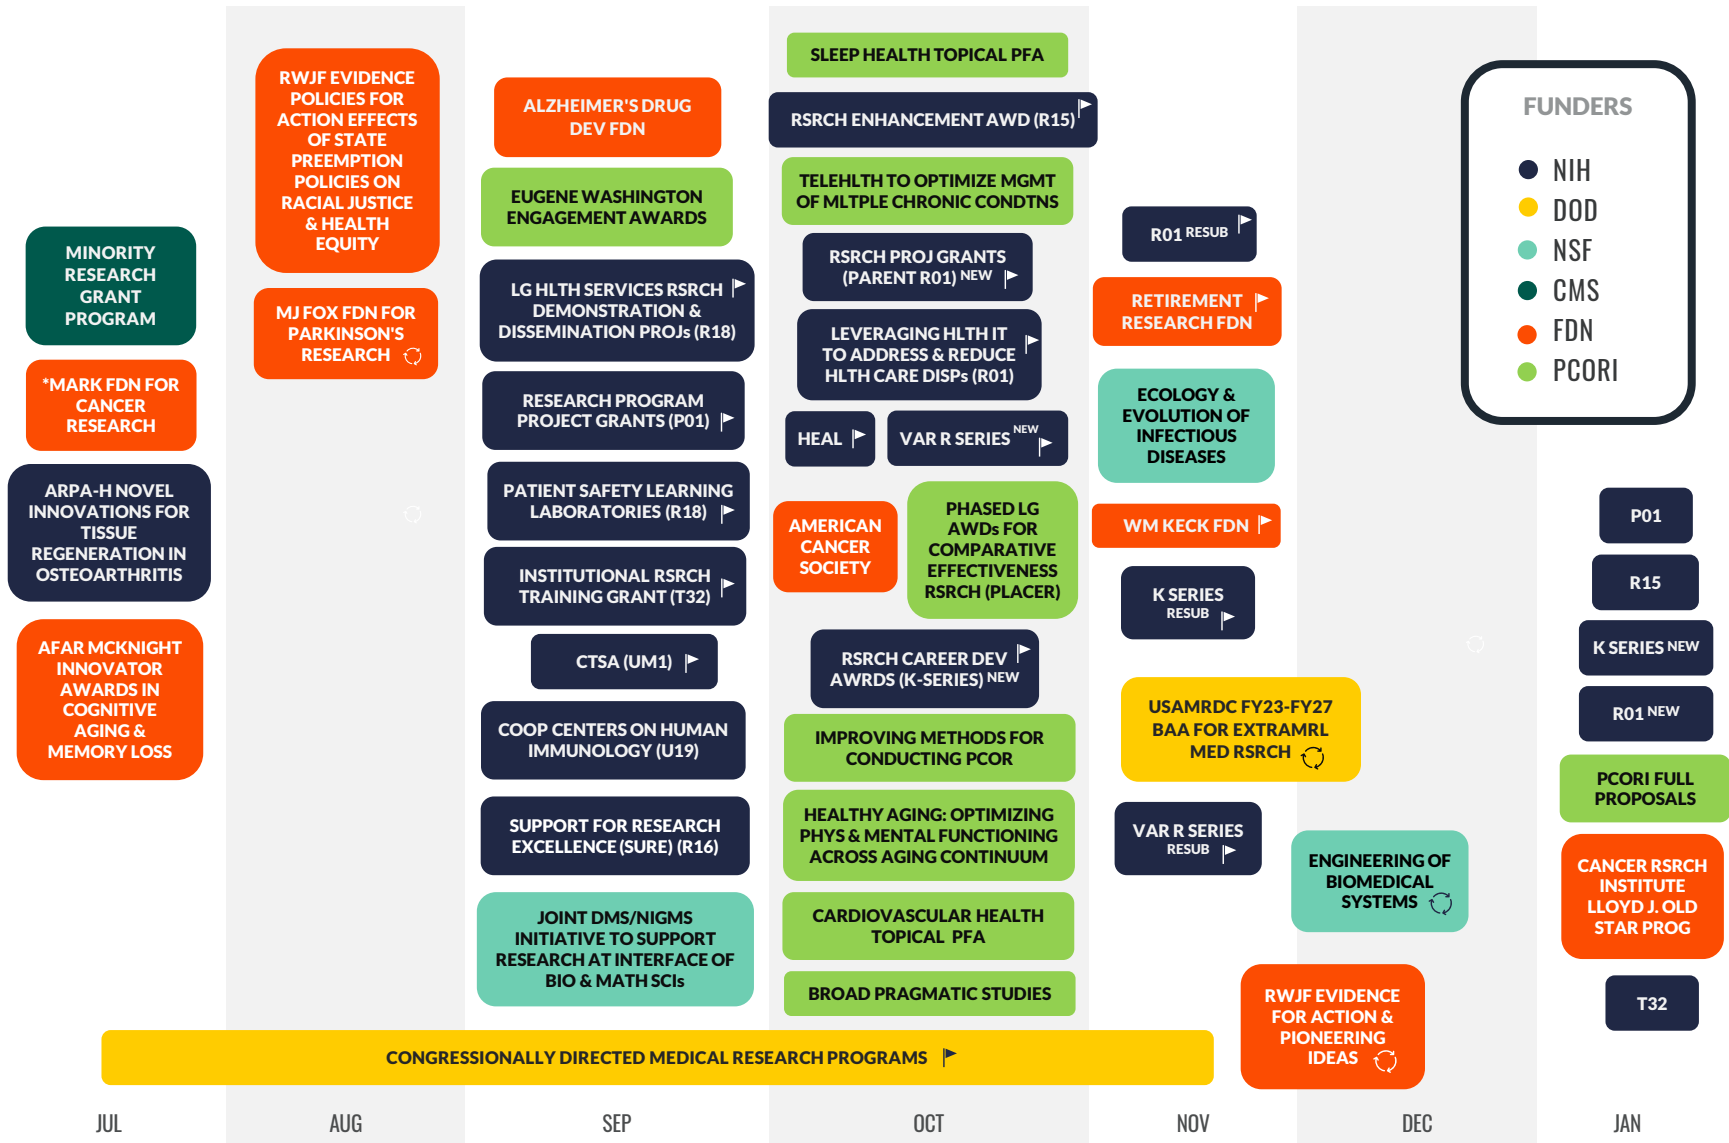 MINORITY
RESEARCH
GRANT
PROGRAM
*MARK FDN FOR
CANCER
RESEARCH
ARPA-H NOVEL
INNOVATIONS FOR
TISSUE
REGENERATION IN
OSTEOARTHRITIS
AFAR MCKNIGHT
INNOVATOR
AWARDS IN
COGNITIVE
AGING &
MEMORY LOSS
RWJF EVIDENCE
POLICIES FOR
ACTION EFFECTS
OF STATE
PREEMPTION
POLICIES ON
RACIAL JUSTICE
& HEALTH
EQUITY
MJ FOX FDN FOR
PARKINSON'S
RESEARCH
ALZHEIMER'S DRUG
DEV FDN
EUGENE WASHINGTON
ENGAGEMENT AWARDS
LG HLTH SERVICES RSRCH
DEMONSTRATION &
DISSEMINATION PROJs (R18)
RESEARCH PROGRAM
PROJECT GRANTS (P01)
PATIENT SAFETY LEARNING
LABORATORIES (R18)
INSTITUTIONAL RSRCH
TRAINING GRANT (T32)
CTSA (UM1)
COOP CENTERS ON HUMAN
IMMUNOLOGY (U19)
SUPPORT FOR RESEARCH
EXCELLENCE (SURE) (R16)
JOINT DMS/NIGMS
INITIATIVE TO SUPPORT
RESEARCH AT INTERFACE OF
BIO & MATH SCIs
SLEEP HEALTH TOPICAL PFA
RSRCH ENHANCEMENT AWD (R15)
TELEHLTH TO OPTIMIZE MGMT
OF MLTPLE CHRONIC CONDTNS
RSRCH PROJ GRANTS
(PARENT R01) NEW
LEVERAGING HLTH IT
TO ADDRESS & REDUCE
HLTH CARE DISPs (R01)
HEAL
VAR R SERIES NEW
AMERICAN
CANCER
SOCIETY
PHASED LG
AWDs FOR
COMPARATIVE
EFFECTIVENESS
RSRCH (PLACER)
RSRCH CAREER DEV
AWRDS (K-SERIES) NEW
IMPROVING METHODS FOR
CONDUCTING PCOR
HEALTHY AGING: OPTIMIZING
PHYS & MENTAL FUNCTIONING
ACROSS AGING CONTINUUM
CARDIOVASCULAR HEALTH
TOPICAL PFA
BROAD PRAGMATIC STUDIES
R01 RESUB
RETIREMENT
RESEARCH FDN
ECOLOGY &
EVOLUTION OF
INFECTIOUS
DISEASES
WM KECK FDN
K SERIES
RESUB
USAMRDC FY23-FY27
BAA FOR EXTRAMRL
MED RSRCH
VAR R SERIES
RESUB
ENGINEERING OF
BIOMEDICAL
SYSTEMS
RWJF EVIDENCE
FOR ACTION &
PIONEERING
IDEAS
FUNDERS
NIH
DOD
NSF
CMS
FDN
PCORI
P01
R15
K SERIES NEW
R01 NEW
PCORI FULL
PROPOSALS
CANCER RSRCH
INSTITUTE
LLOYD J. OLD
STAR PROG
T32
CONGRESSIONALLY DIRECTED MEDICAL RESEARCH PROGRAMS
JUL
AUG
SEP
OCT
NOV
DEC
JAN